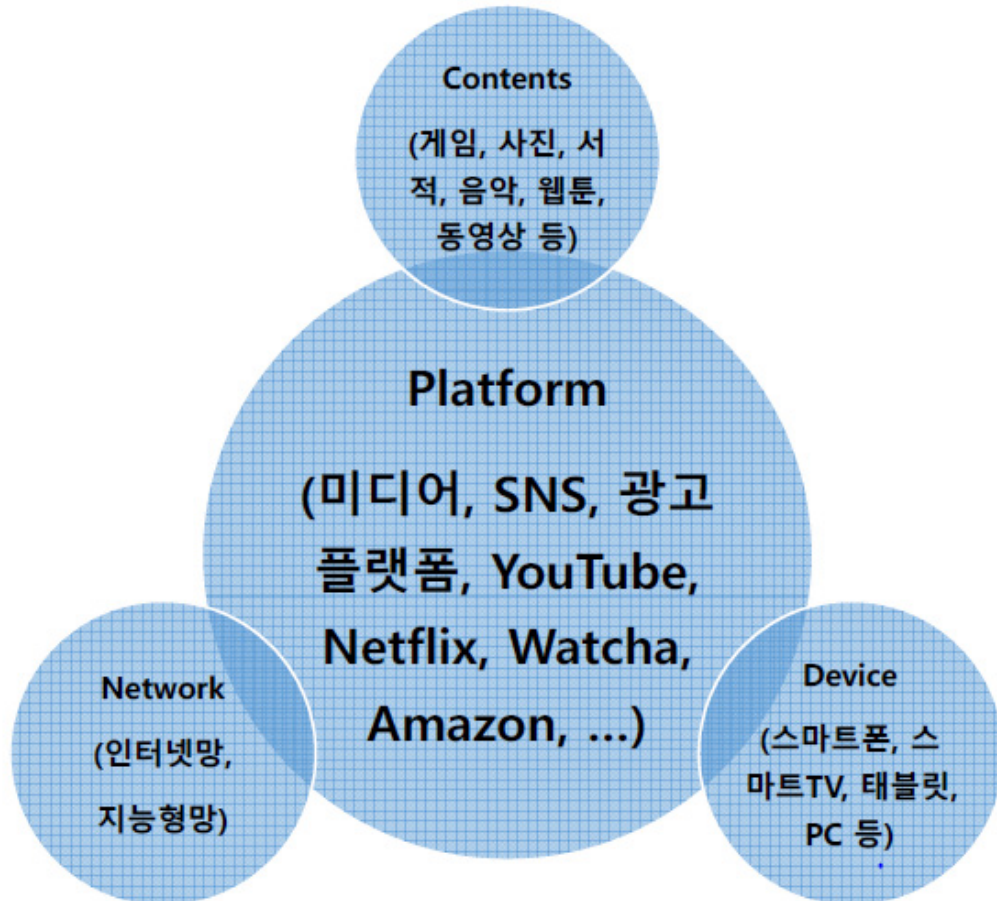 Contents
(게임, 사진, 서
적, 음악, 웹툰,
동영상 등)
Platform
(미디어, SNS, 광고
플랫폼, YouTube,
Netflix, Watcha,
Amazon, ...)
Network
(인터넷망,
지능형망)
Device
(스마트폰, 스
마트TV, 태블릿,
PC 등)